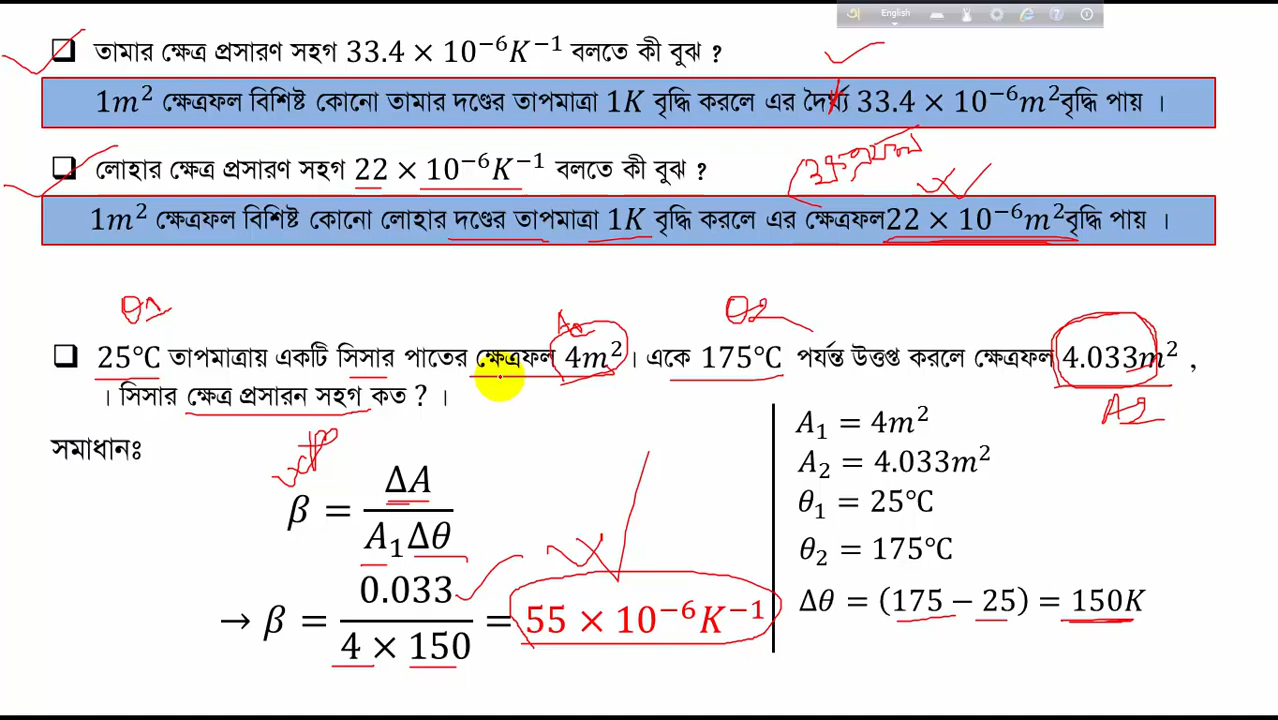 English
❑ তামার ক্ষেত্র প্রসারণ সহগ 33.4 × 10⁻⁶K⁻¹ বলতে কী বুঝ ?
1m² ক্ষেত্রফল বিশিষ্ট কোনো তামার দণ্ডের তাপমাত্রা 1K বৃদ্ধি করলে এর দৈর্ঘ্য 33.4 × 10⁻⁶m²বৃদ্ধি পায় ।
❑ লোহার ক্ষেত্র প্রসারণ সহগ 22 × 10⁻⁶K⁻¹ বলতে কী বুঝ ?
ক্ষেত্রফল
1m² ক্ষেত্রফল বিশিষ্ট কোনো লোহার দণ্ডের তাপমাত্রা 1K বৃদ্ধি করলে এর ক্ষেত্রফল22 × 10⁻⁶m²বৃদ্ধি পায় ।
θ1 θ2
❑ 25°C তাপমাত্রায় একটি সিসার পাতের ক্ষেত্রফল 4m² । একে 175°C পর্যন্ত উত্তপ্ত করলে ক্ষেত্রফল 4.033m² ,
। সিসার ক্ষেত্র প্রসারন সহগ কত ? ।
A2
সমাধানঃ
β = ΔA / A₁Δθ
→ β = 0.033 / 4 × 150 = 55 × 10⁻⁶K⁻¹
A₁ = 4m²
A₂ = 4.033m²
θ₁ = 25°C
θ₂ = 175°C
Δθ = (175 − 25) = 150K